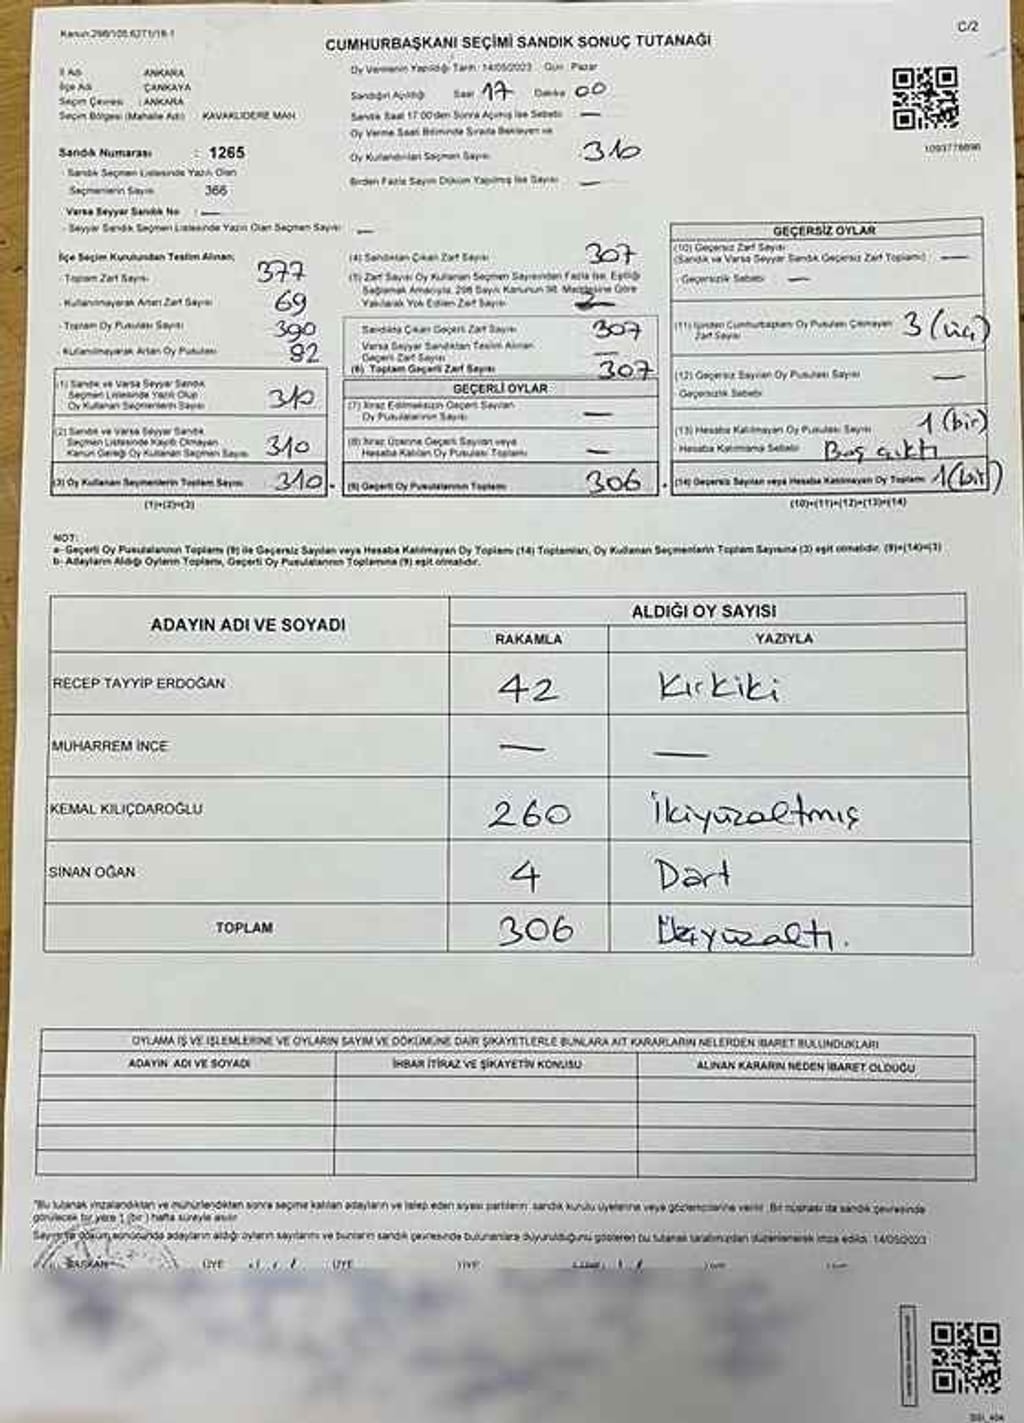 Kanun:298/105,6271/18-1
C/2
CUMHURBAŞKANI SEÇİMİ SANDIK SONUÇ TUTANAĞI
İl Adı ANKARA
İlçe Adı ÇANKAYA
Seçim Çevresi : ANKARA
Seçim Bölgesi (Mahalle Adı) KAVAKLIDERE MAH.
Sandık Numarası : 1265
Sandık Seçmen Listesinde Yazılı Olan
Seçmenlerin Sayısı 366
Varsa Seyyar Sandık No : —
- Seyyar Sandık Seçmen Listesinde Yazılı Olan Seçmen Sayısı —
Oy Vermenin Yapıldığı Tarih: 14/05/2023 Gün: Pazar
Sandığın Açıldığı Saat 17 Dakika 00
Sandık Saat 17.00'den Sonra Açılmış İse Sebebi —
Oy Verme Saati Bitiminde Sırada Bekleyen ve
Oy Kullandırılan Seçmen Sayısı 310
Birden Fazla Sayım Döküm Yapılmış İse Sayısı —
1093778696
İlçe Seçim Kurulundan Teslim Alınan;
- Toplam Zarf Sayısı 377
- Kullanılmayarak Artan Zarf Sayısı 69
- Toplam Oy Pusulası Sayısı 390
- Kullanılmayarak Artan Oy Pusulası 82
(1) Sandık ve Varsa Seyyar Sandık
Seçmen Listesinde Yazılı Olup
Oy Kullanan Seçmenlerin Sayısı 310
(2) Sandık ve Varsa Seyyar Sandık
Seçmen Listesinde Kayıtlı Olmayan
Kanun Gereği Oy Kullanan Seçmen Sayısı 310
(3) Oy Kullanan Seçmenlerin Toplam Sayısı 310
(1)+(2)=(3)
(4) Sandıktan Çıkan Zarf Sayısı 307
(5) Zarf Sayısı Oy Kullanan Seçmen Sayısından Fazla İse, Eşitliği
Sağlamak Amacıyla, 298 Sayılı Kanunun 98. Maddesine Göre
Yakılarak Yok Edilen Zarf Sayısı
Sandıkta Çıkan Geçerli Zarf Sayısı 307
Varsa Seyyar Sandıktan Teslim Alınan
Geçerli Zarf Sayısı —
(6) Toplam Geçerli Zarf Sayısı 307
GEÇERLİ OYLAR
(7) İtiraz Edilmeksizin Geçerli Sayılan
Oy Pusulalarının Sayısı —
(8) İtiraz Üzerine Geçerli Sayılan veya
Hesaba Katılan Oy Pusulası Toplamı —
(9) Geçerli Oy Pusulalarının Toplamı 306
GEÇERSİZ OYLAR
(10) Geçersiz Zarf Sayısı
(Sandık ve Varsa Seyyar Sandık Geçersiz Zarf Toplamı) —
- Geçersizlik Sebebi —
(11) İçinden Cumhurbaşkanı Oy Pusulası Çıkmayan
Zarf Sayısı 3 (üç)
(12) Geçersiz Sayılan Oy Pusulası Sayısı —
- Geçersizlik Sebebi
(13) Hesaba Katılmayan Oy Pusulası Sayısı 1 (bir)
- Hesaba Katılmama Sebebi Boş çıktı
(14) Geçersiz Sayılan veya Hesaba Katılmayan Oy Toplamı 1 (bir)
(10)+(11)+(12)+(13)=(14)
NOT:
a- Geçerli Oy Pusulalarının Toplamı (9) ile Geçersiz Sayılan veya Hesaba Katılmayan Oy Toplamı (14) Toplamları, Oy Kullanan Seçmenlerin Toplam Sayısına (3) eşit olmalıdır. (9)+(14)=(3)
b- Adayların Aldığı Oyların Toplamı, Geçerli Oy Pusulalarının Toplamına (9) eşit olmalıdır.
ADAYIN ADI VE SOYADI
ALDIĞI OY SAYISI
RAKAMLA YAZIYLA
RECEP TAYYİP ERDOĞAN 42 Kırkiki
MUHARREM İNCE — —
KEMAL KILIÇDAROĞLU 260 İkiyüzaltmış
SİNAN OĞAN 4 Dört
TOPLAM 306 İkiyüzaltı.
OYLAMA İŞ VE İŞLEMLERİNE VE OYLARIN SAYIM VE DÖKÜMÜNE DAİR ŞİKAYETLERLE BUNLARA AİT KARARLARIN NELERDEN İBARET BULUNDUKLARI
ADAYIN ADI VE SOYADI İHBAR İTİRAZ VE ŞİKAYETİN KONUSU ALINAN KARARIN NEDEN İBARET OLDUĞU
*Bu tutanak imzalandıktan ve mühürlendikten sonra seçime katılan adayların ve talep eden siyasi partilerin sandık kurulu üyelerine veya gözlemcilerine verilir. Bir nüshası da sandık çevresinde
görülecek bir yere 1 (bir) hafta süreyle asılır.
Sayım ve döküm sonucunda adayların aldığı oyların sayılarını ve bunların sandık çevresinde bulunanlara duyurulduğunu gösteren bu tutanak tarafımızdan düzenlenerek imza edildi. 14/05/2023
BAŞKAN ÜYE ÜYE ÜYE